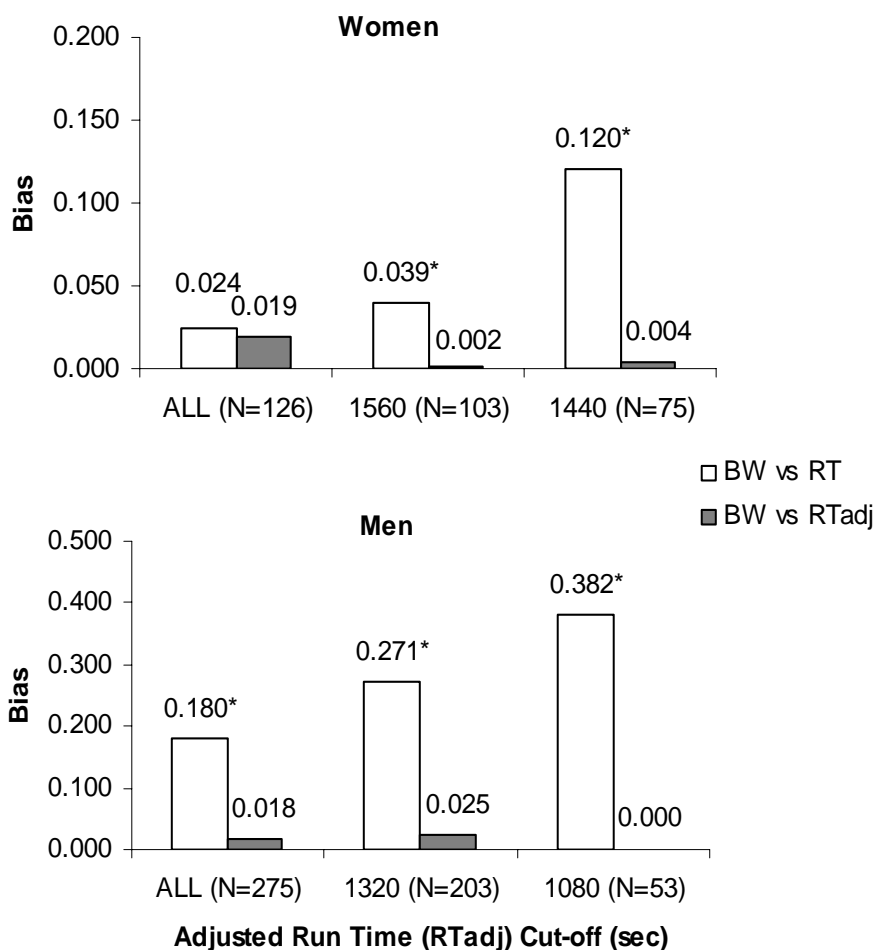 Women
0.200
0.150
0.100
0.050
0.000
Bias
0.024
0.019
0.039*
0.002
0.120*
0.004
ALL (N=126) 1560 (N=103) 1440 (N=75)
BW vs RT
BW vs RTadj
Men
0.500
0.400
0.300
0.200
0.100
0.000
Bias
0.180*
0.018
0.271*
0.025
0.382*
0.000
ALL (N=275) 1320 (N=203) 1080 (N=53)
Adjusted Run Time (RTadj) Cut-off (sec)